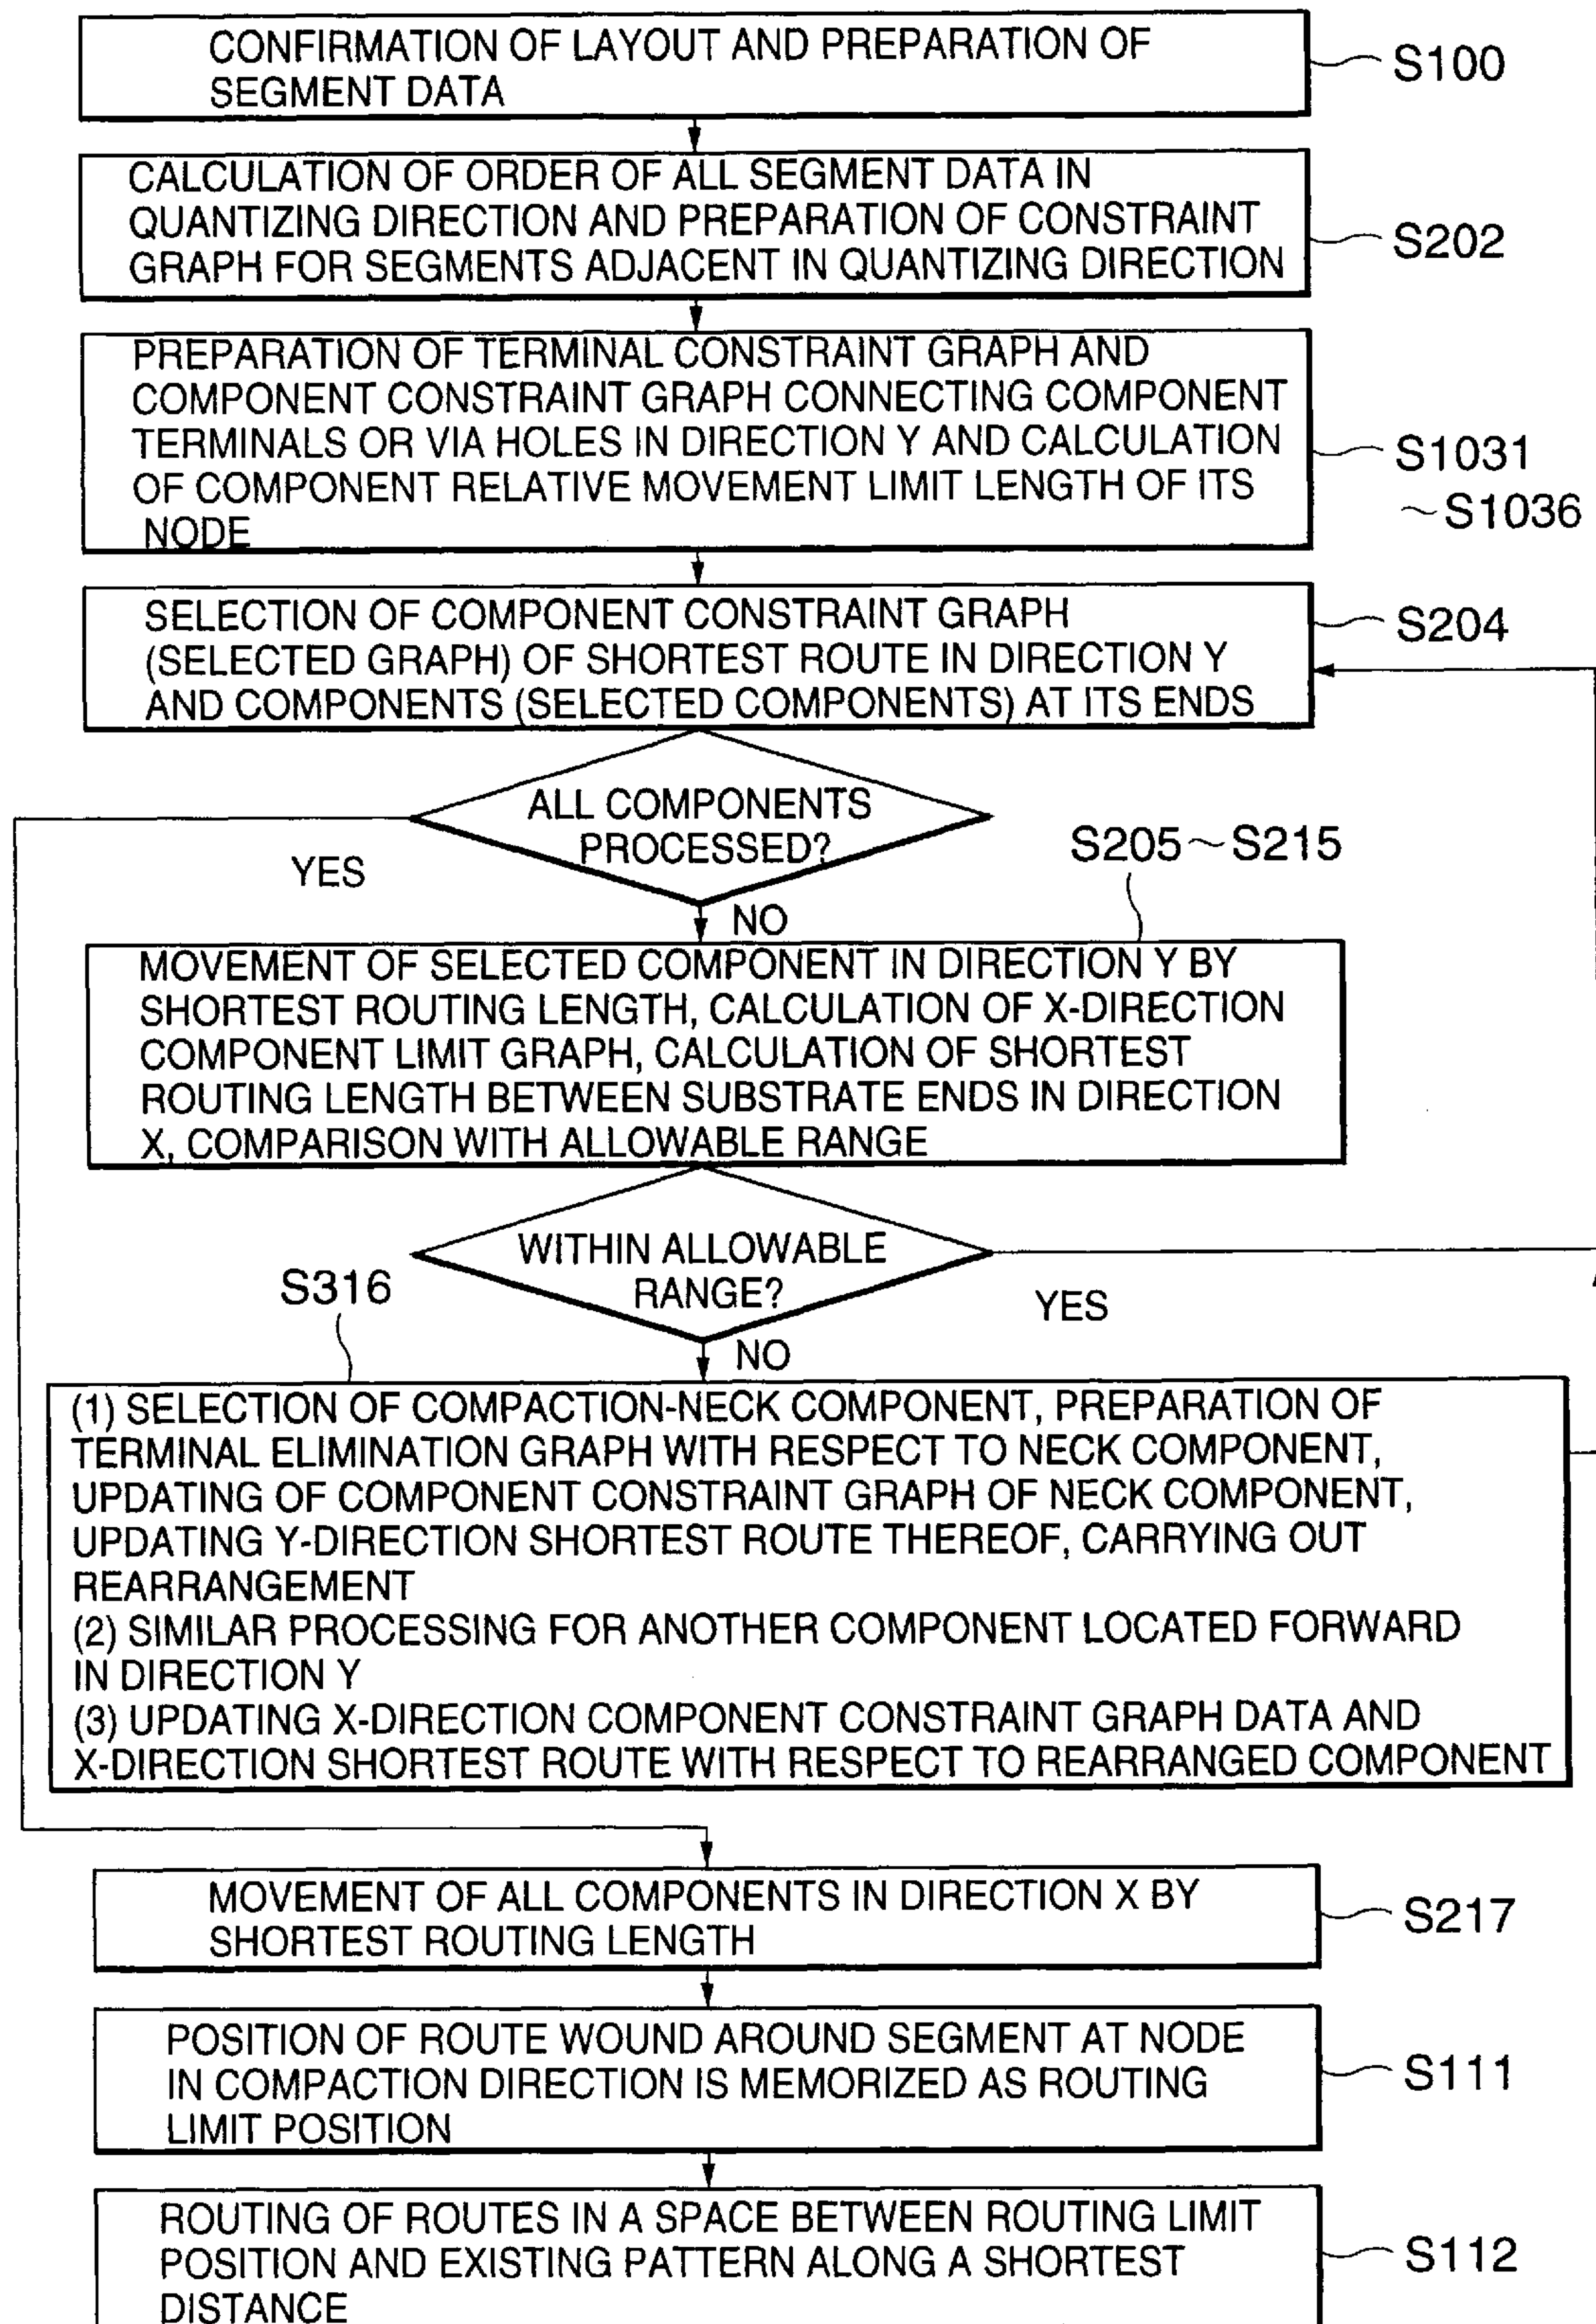 CONFIRMATION OF LAYOUT AND PREPARATION OF
SEGMENT DATA
S100
CALCULATION OF ORDER OF ALL SEGMENT DATA IN
QUANTIZING DIRECTION AND PREPARATION OF CONSTRAINT
GRAPH FOR SEGMENTS ADJACENT IN QUANTIZING DIRECTION
S202
PREPARATION OF TERMINAL CONSTRAINT GRAPH AND
COMPONENT CONSTRAINT GRAPH CONNECTING COMPONENT
TERMINALS OR VIA HOLES IN DIRECTION Y AND CALCULATION
OF COMPONENT RELATIVE MOVEMENT LIMIT LENGTH OF ITS
NODE
S1031
~S1036
SELECTION OF COMPONENT CONSTRAINT GRAPH
(SELECTED GRAPH) OF SHORTEST ROUTE IN DIRECTION Y
AND COMPONENTS (SELECTED COMPONENTS) AT ITS ENDS
S204
ALL COMPONENTS
PROCESSED?
YES
NO
S205~S215
MOVEMENT OF SELECTED COMPONENT IN DIRECTION Y BY
SHORTEST ROUTING LENGTH, CALCULATION OF X-DIRECTION
COMPONENT LIMIT GRAPH, CALCULATION OF SHORTEST
ROUTING LENGTH BETWEEN SUBSTRATE ENDS IN DIRECTION
X, COMPARISON WITH ALLOWABLE RANGE
WITHIN ALLOWABLE
RANGE?
YES
NO
S316
(1) SELECTION OF COMPACTION-NECK COMPONENT, PREPARATION OF
TERMINAL ELIMINATION GRAPH WITH RESPECT TO NECK COMPONENT,
UPDATING OF COMPONENT CONSTRAINT GRAPH OF NECK COMPONENT,
UPDATING Y-DIRECTION SHORTEST ROUTE THEREOF, CARRYING OUT
REARRANGEMENT
(2) SIMILAR PROCESSING FOR ANOTHER COMPONENT LOCATED FORWARD
IN DIRECTION Y
(3) UPDATING X-DIRECTION COMPONENT CONSTRAINT GRAPH DATA AND
X-DIRECTION SHORTEST ROUTE WITH RESPECT TO REARRANGED COMPONENT
MOVEMENT OF ALL COMPONENTS IN DIRECTION X BY
SHORTEST ROUTING LENGTH
S217
POSITION OF ROUTE WOUND AROUND SEGMENT AT NODE
IN COMPACTION DIRECTION IS MEMORIZED AS ROUTING
LIMIT POSITION
S111
ROUTING OF ROUTES IN A SPACE BETWEEN ROUTING LIMIT
POSITION AND EXISTING PATTERN ALONG A SHORTEST
DISTANCE
S112